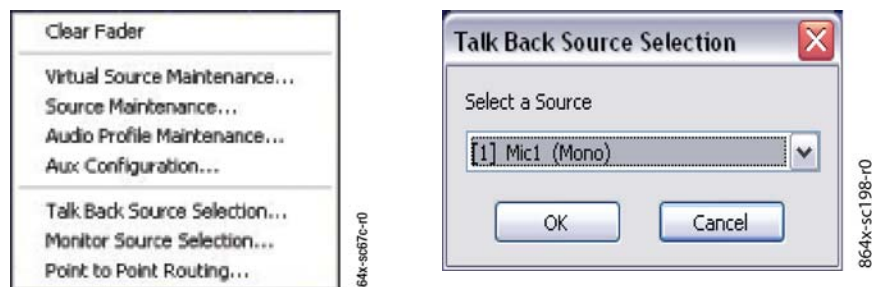 Clear Fader
Virtual Source Maintenance...
Source Maintenance...
Audio Profile Maintenance...
Aux Configuration...
Talk Back Source Selection...
Monitor Source Selection...
Point to Point Routing...
64x-sc67c-r0
Talk Back Source Selection
Select a Source
[1] Mic1 (Mono)
OK
Cancel
864x-sc198-r0